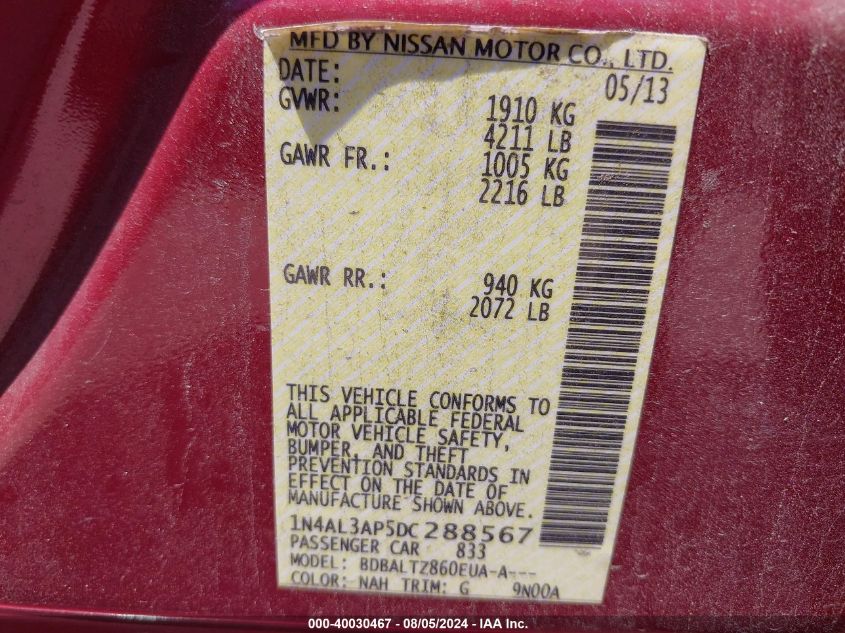 MFD BY NISSAN MOTOR CO., LTD.
DATE: 05/13
GVWR: 1910 KG
4211 LB
GAWR FR.: 1005 KG
2216 LB
GAWR RR.: 940 KG
2072 LB
THIS VEHICLE CONFORMS TO
ALL APPLICABLE FEDERAL
MOTOR VEHICLE SAFETY,
BUMPER, AND THEFT
PREVENTION STANDARDS IN
EFFECT ON THE DATE OF
MANUFACTURE SHOWN ABOVE.
1N4AL3AP5DC288567
PASSENGER CAR 833
MODEL: BDBALTZ860EUA-A---
COLOR: NAH TRIM: G 9N00A
000-40030467 - 08/05/2024 - IAA Inc.